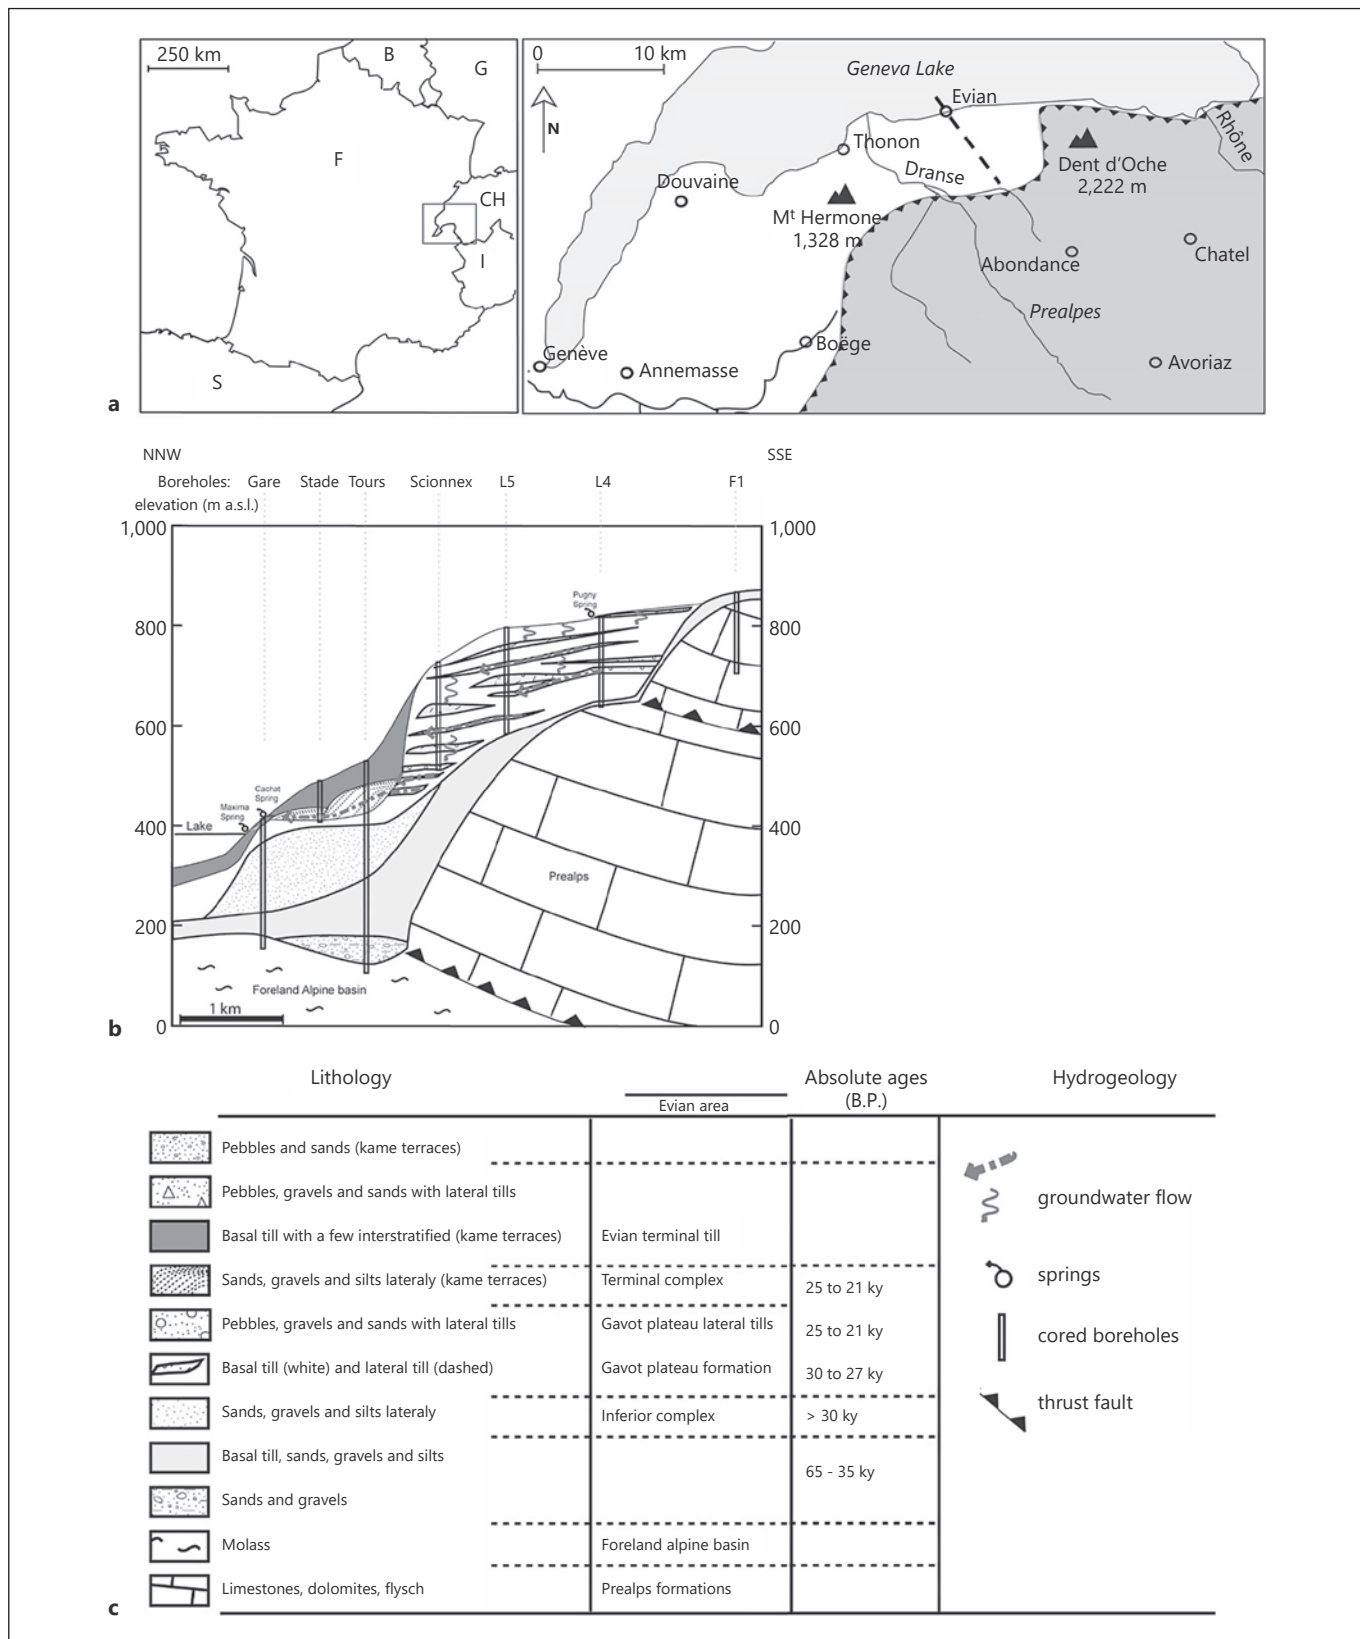 250 km
B
G
F
CH
I
S
a
0 10 km
Geneva Lake
N
Evian
Thonon
Rhône
Dent d'Oche
2,222 m
Douvaine
Dranse
Mt Hermone
1,328 m
Abondance
Chatel
Prealpes
Boëge
Genève
Annemasse
Avoriaz
NNW SSE
Boreholes: Gare Stade Tours Scionnex L5 L4 F1
elevation (m a.s.l.)
1,000 1,000
Pugny
Spring
800 800
600 600
Cachat
Spring
Maxima
Spring
400 400
Lake
Prealps
200 200
Foreland Alpine basin
1 km
0 0
b
Lithology Absolute ages Hydrogeology
(B.P.)
Evian area
Pebbles and sands (kame terraces)
Pebbles, gravels and sands with lateral tills
groundwater flow
Basal till with a few interstratified (kame terraces) Evian terminal till
Sands, gravels and silts lateraly (kame terraces) Terminal complex 25 to 21 ky springs
Pebbles, gravels and sands with lateral tills Gavot plateau lateral tills 25 to 21 ky cored boreholes
Basal till (white) and lateral till (dashed) Gavot plateau formation 30 to 27 ky
thrust fault
Sands, gravels and silts lateraly Inferior complex > 30 ky
Basal till, sands, gravels and silts 65 - 35 ky
Sands and gravels
Molass Foreland alpine basin
Limestones, dolomites, flysch Prealps formations
c